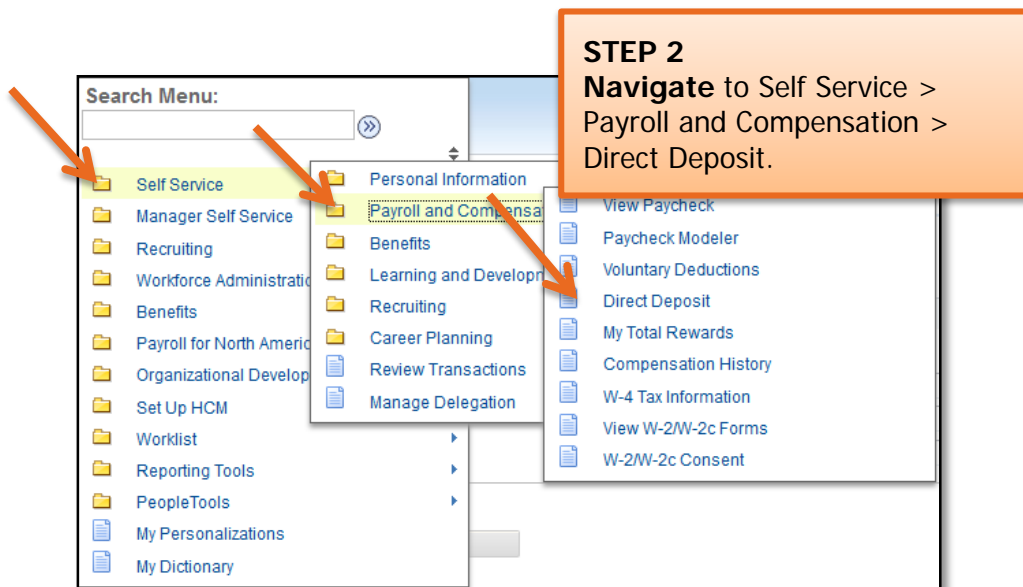 STEP 2
Navigate to Self Service >
Payroll and Compensation >
Direct Deposit.
Search Menu:
Self Service
Manager Self Service
Recruiting
Workforce Administratio
Benefits
Payroll for North Americ
Organizational Develop
Set Up HCM
Worklist
Reporting Tools
PeopleTools
My Personalizations
My Dictionary
Personal Information
Payroll and Compensa
Benefits
Learning and Developm
Recruiting
Career Planning
Review Transactions
Manage Delegation
View Paycheck
Paycheck Modeler
Voluntary Deductions
Direct Deposit
My Total Rewards
Compensation History
W-4 Tax Information
View W-2/W-2c Forms
W-2/W-2c Consent